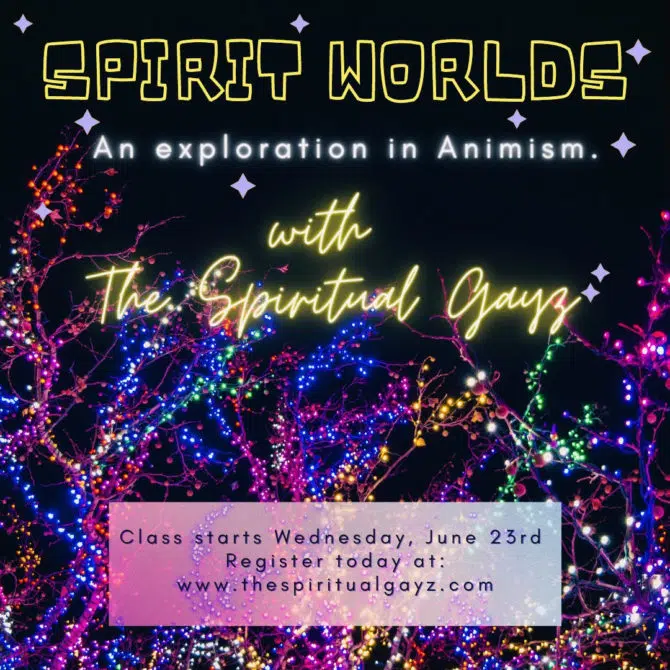 SPIRIT WORLDS
An exploration in Animism.
with
The Spiritual Gayz
Class starts Wednesday, June 23rd
Register today at:
www.thespiritualgayz.com